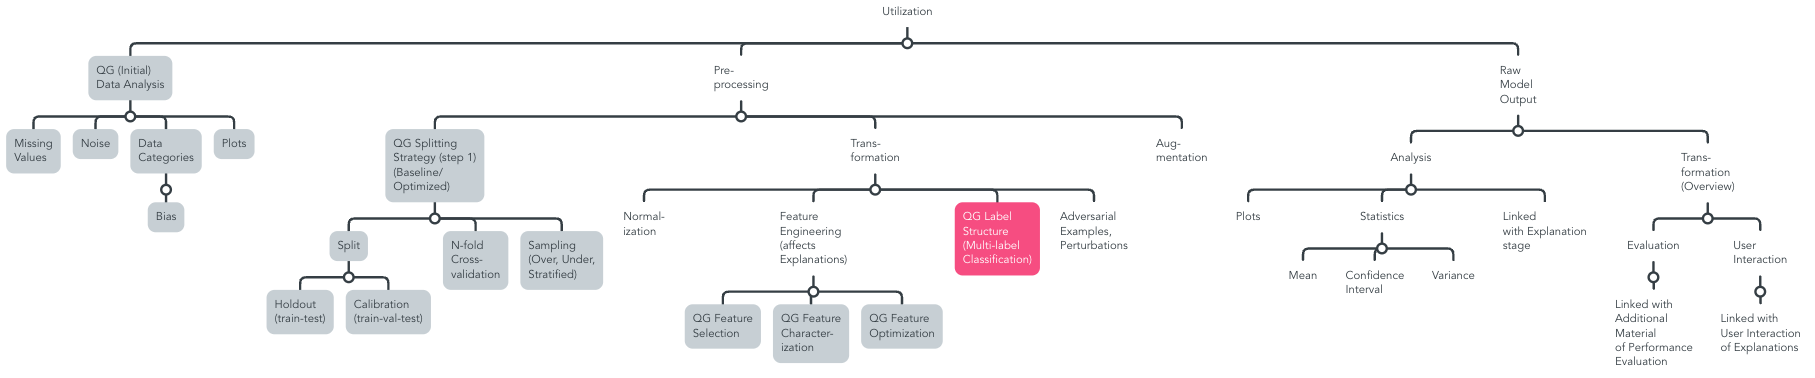 Utilization
QG (Initial)
Data Analysis
Pre-
processing
Raw
Model
Output
Missing
Values
Noise
Data
Categories
Plots
Bias
QG Splitting
Strategy (step 1)
(Baseline/
Optimized)
Trans-
formation
Aug-
mentation
Split
N-fold
Cross-
validation
Sampling
(Over, Under,
Stratified)
Holdout
(train-test)
Calibration
(train-val-test)
Normal-
ization
Feature
Engineering
(affects
Explanations)
QG Label
Structure
(Multi-label
Classification)
Adversarial
Examples,
Perturbations
QG Feature
Selection
QG Feature
Character-
ization
QG Feature
Optimization
Analysis
Trans-
formation
(Overview)
Plots
Statistics
Linked
with Explanation
stage
Mean
Confidence
Interval
Variance
Evaluation
User
Interaction
Linked with
Additional
Material
of Performance
Evaluation
Linked with
User Interaction
of Explanations